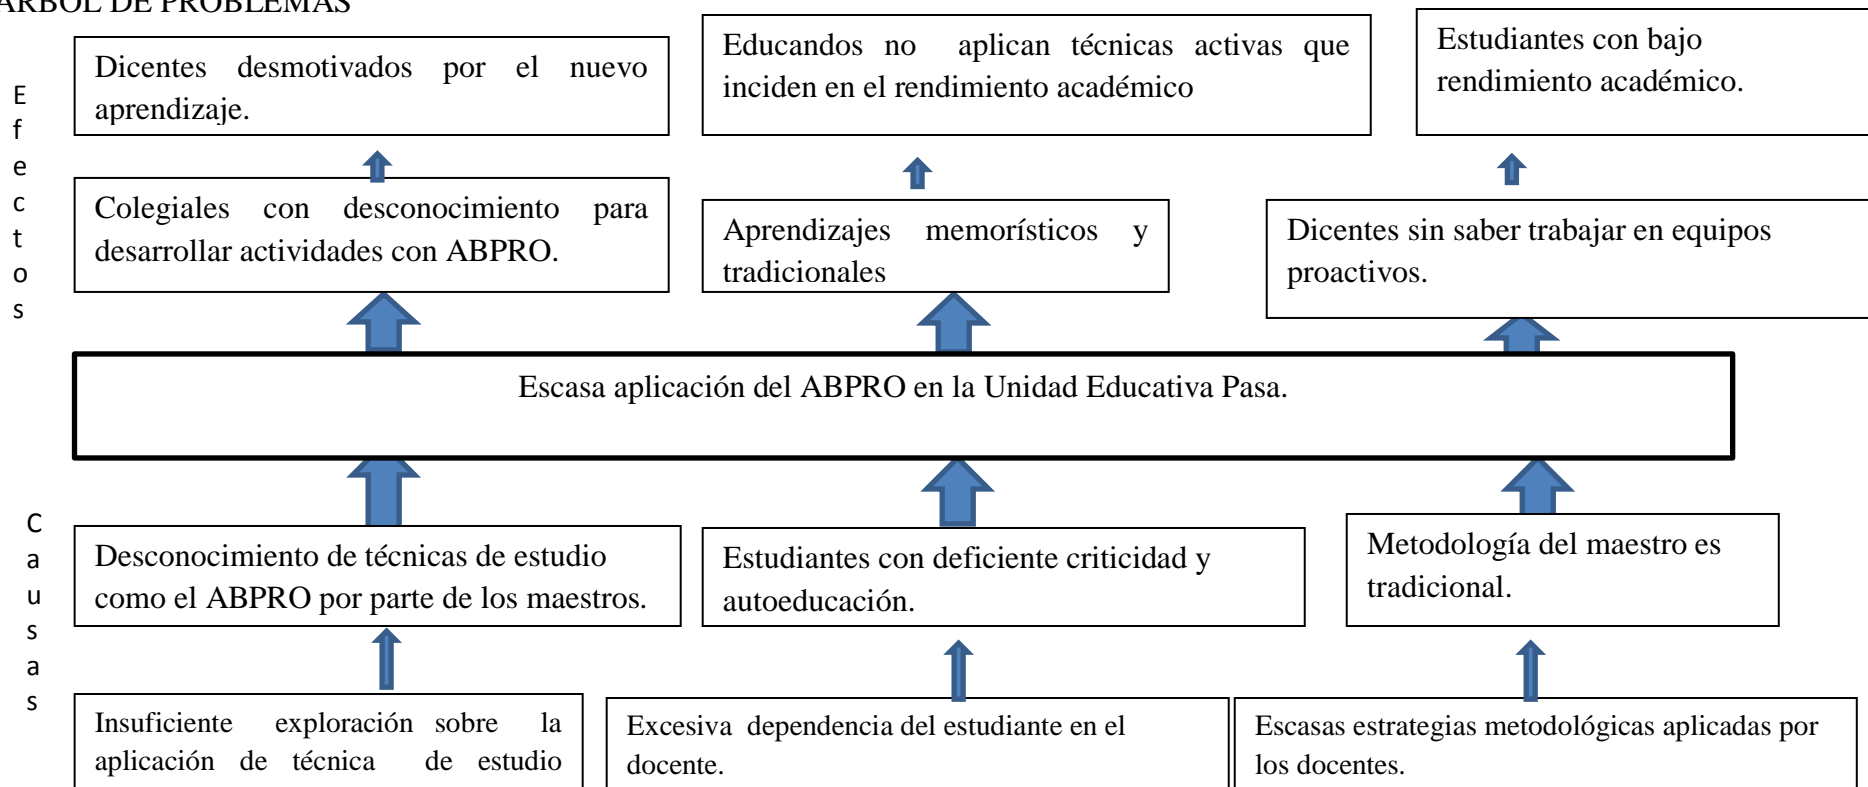 ARBOL DE PROBLEMAS
Efectos
Dicentes desmotivados por el nuevo
aprendizaje.
Educandos no aplican técnicas activas que
inciden en el rendimiento académico
Estudiantes con bajo
rendimiento académico.
Colegiales con desconocimiento para
desarrollar actividades con ABPRO.
Aprendizajes memorísticos y
tradicionales
Dicentes sin saber trabajar en equipos
proactivos.
Escasa aplicación del ABPRO en la Unidad Educativa Pasa.
Causas
Desconocimiento de técnicas de estudio
como el ABPRO por parte de los maestros.
Estudiantes con deficiente criticidad y
autoeducación.
Metodología del maestro es
tradicional.
Insuficiente exploración sobre la
aplicación de técnica de estudio
Excesiva dependencia del estudiante en el
docente.
Escasas estrategias metodológicas aplicadas por
los docentes.